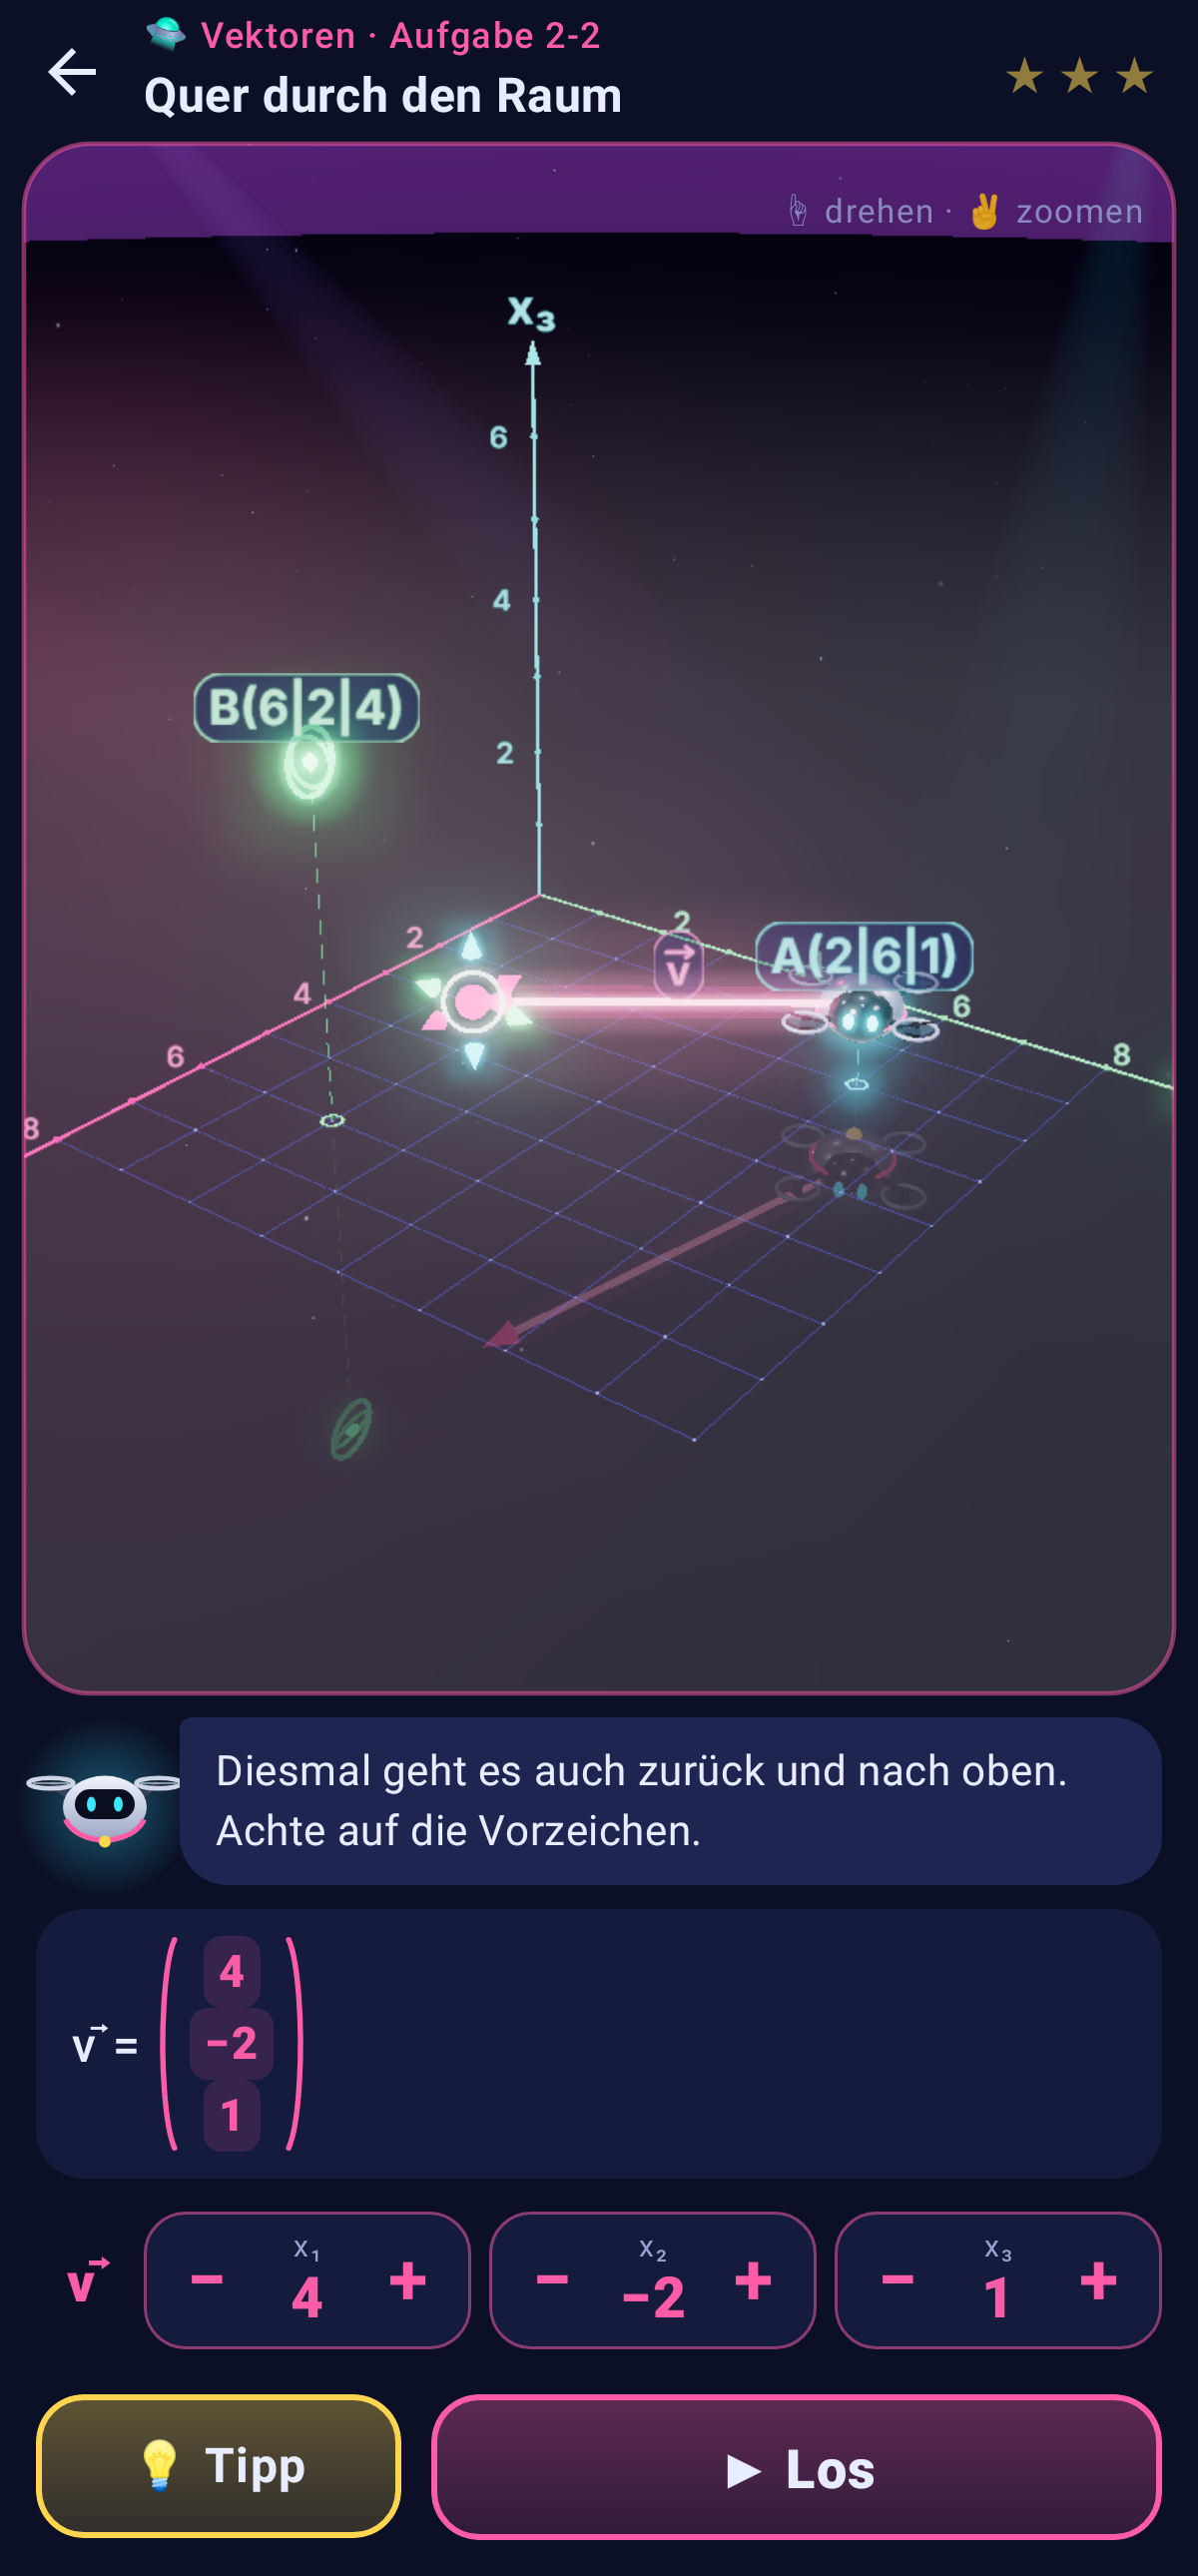 Vektoren · Aufgabe 2-2
Quer durch den Raum
★ ★ ★
☝ drehen · ✌ zoomen
x₃
6
4
2
B(6|2|4)
2
4
6
8
2
v⃗
A(2|6|1)
6
8
Diesmal geht es auch zurück und nach oben.
Achte auf die Vorzeichen.
4
v⃗ = −2
1
x₁ x₂ x₃
v⃗ − 4 + − −2 + − 1 +
💡 Tipp
▶ Los